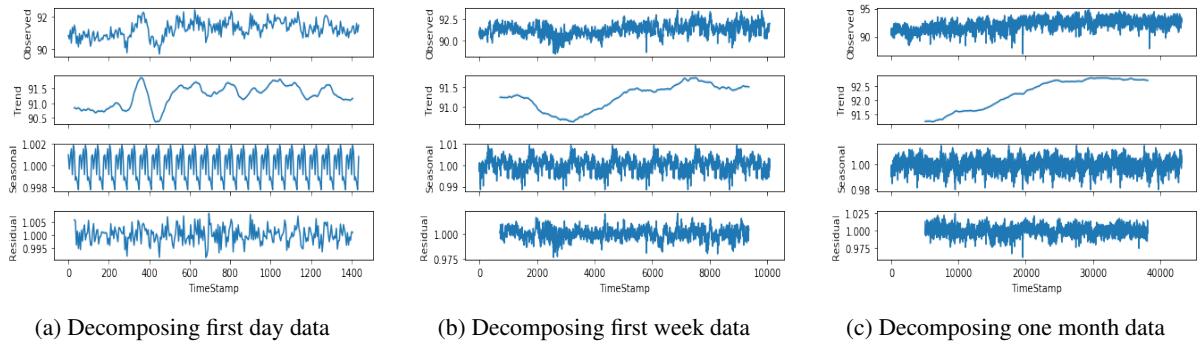 Observed
92
90
Trend
91.5
91.0
90.5
Seasonal
1.002
1.000
0.998
Residual
1.005
0.995
0 200 400 600 800 1000 1200 1400
TimeStamp
(a) Decomposing first day data
Observed
92.5
90.0
Trend
91.5
91.0
Seasonal
1.01
1.00
0.99
Residual
1.000
0.975
0 2000 4000 6000 8000 10000
TimeStamp
(b) Decomposing first week data
Observed
95
90
Trend
92.5
92.0
91.5
Seasonal
1.00
0.98
Residual
1.025
1.000
0.975
0 10000 20000 30000 40000
TimeStamp
(c) Decomposing one month data